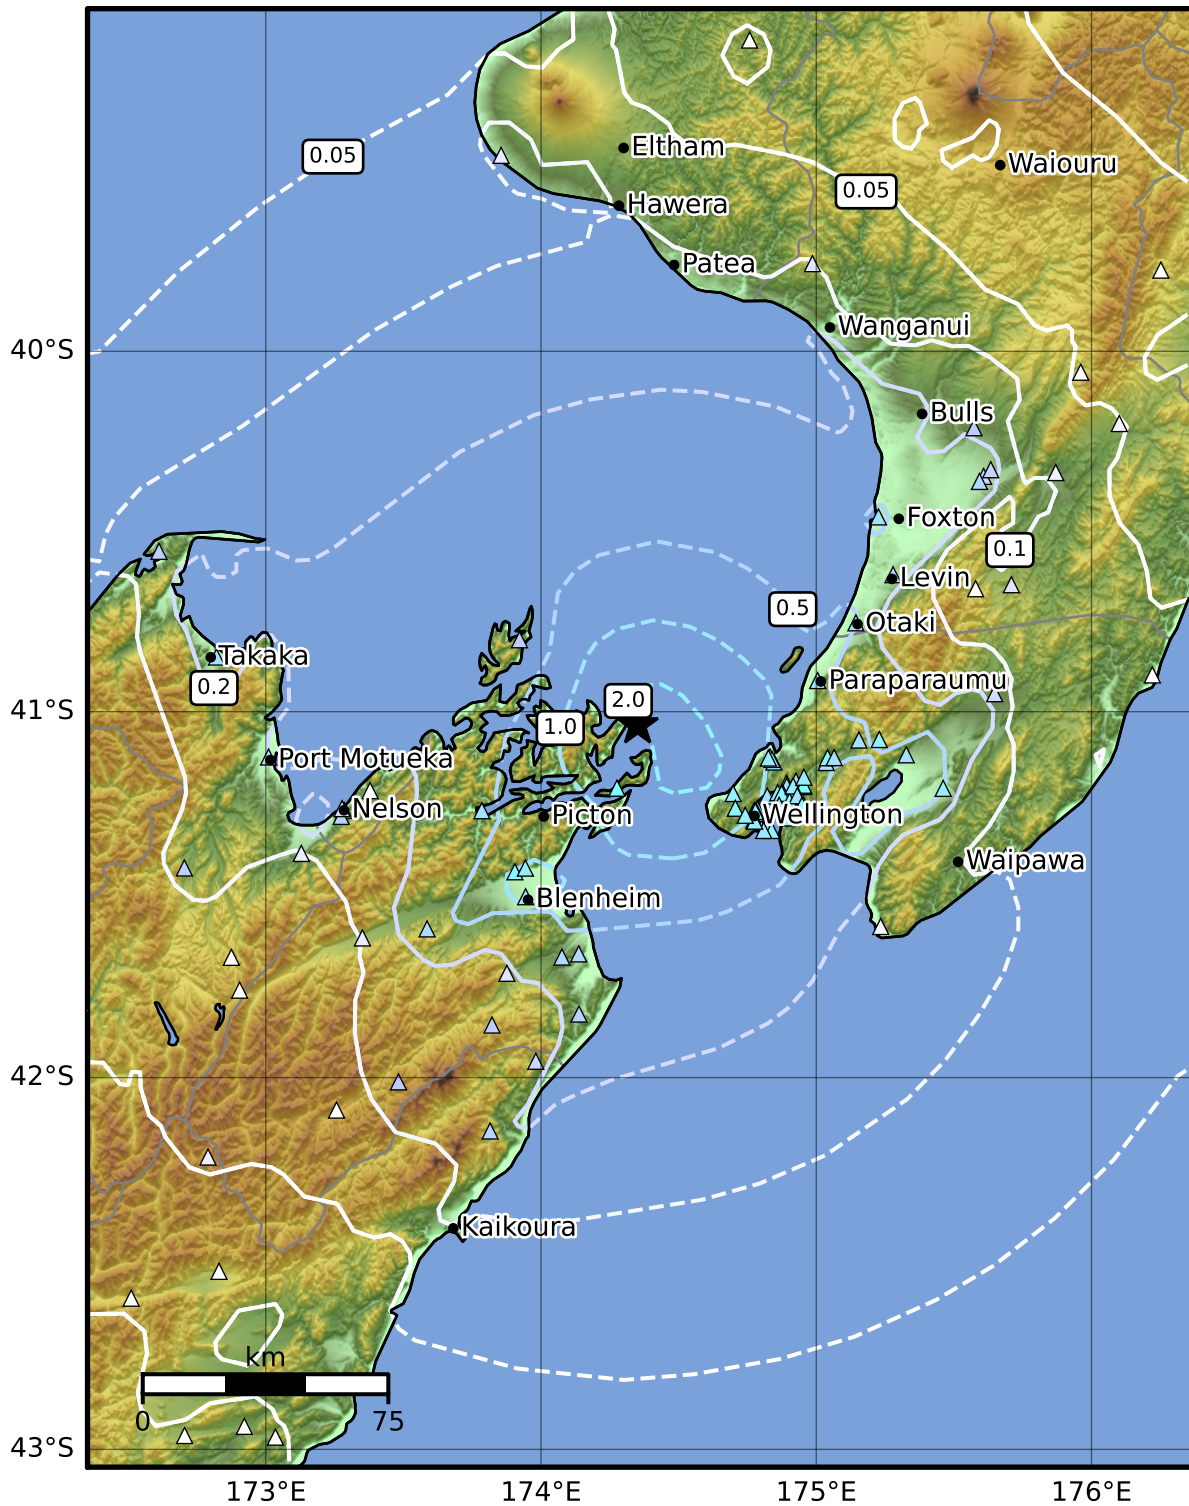 Eltham
0.05
Waiouru
0.05
Hawera
Patea
Wanganui
40°S
Bulls
Foxton
0.1
Levin
0.5
Otaki
Takaka
0.2
Paraparaumu
2.0
41°S
1.0
Port Motueka
Nelson
Picton
Wellington
Waipawa
Blenheim
42°S
Kaikoura
km
0
75
43°S
173°E
174°E
175°E
176°E